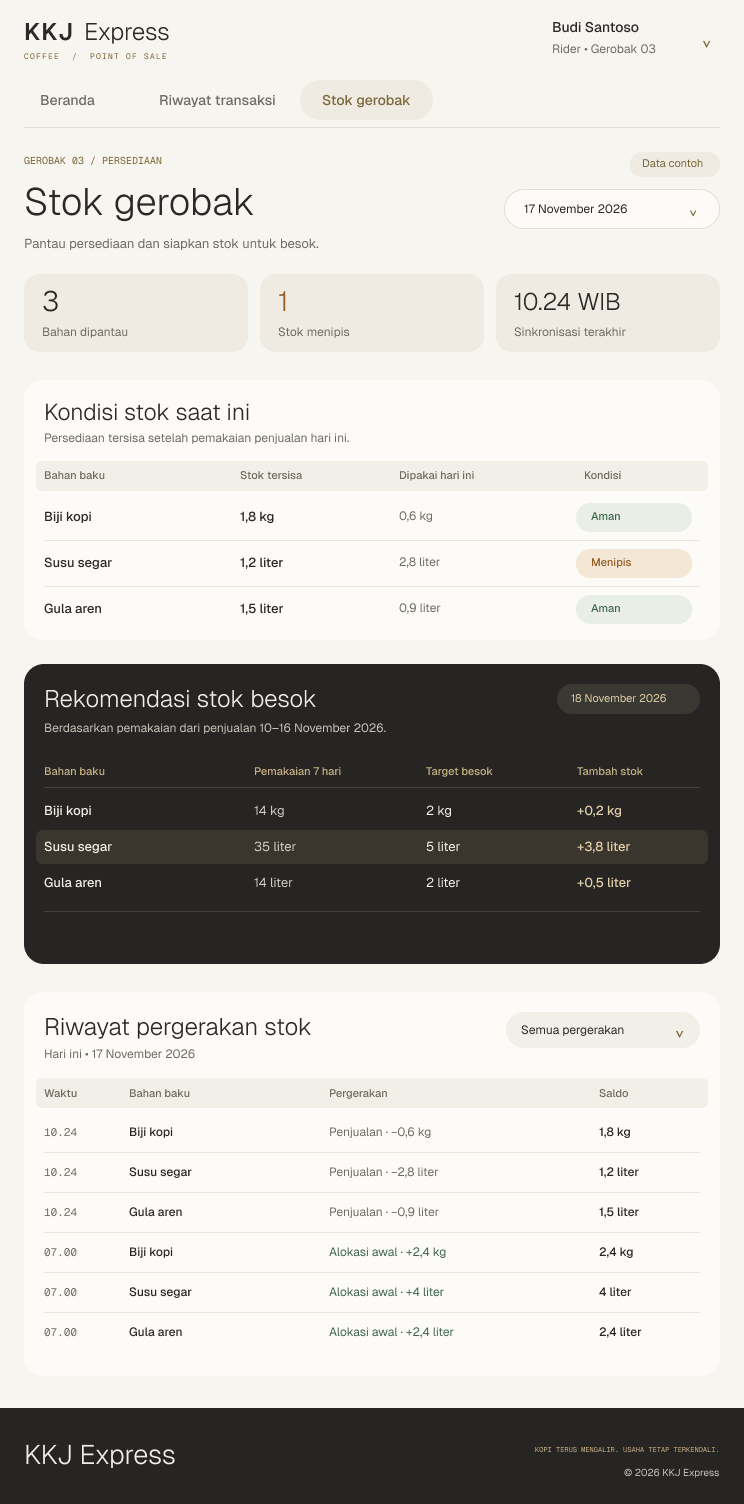 KKJ Express
COFFEE / POINT OF SALE
Budi Santoso
Rider • Gerobak 03
Beranda
Riwayat transaksi
Stok gerobak
GEROBAK 03 / PERSEDIAAN
Data contoh
Stok gerobak
17 November 2026
Pantau persediaan dan siapkan stok untuk besok.
3
Bahan dipantau
1
Stok menipis
10.24 WIB
Sinkronisasi terakhir
Kondisi stok saat ini
Persediaan tersisa setelah pemakaian penjualan hari ini.
Bahan baku Stok tersisa Dipakai hari ini Kondisi
Biji kopi 1,8 kg 0,6 kg Aman
Susu segar 1,2 liter 2,8 liter Menipis
Gula aren 1,5 liter 0,9 liter Aman
Rekomendasi stok besok
18 November 2026
Berdasarkan pemakaian dari penjualan 10–16 November 2026.
Bahan baku Pemakaian 7 hari Target besok Tambah stok
Biji kopi 14 kg 2 kg +0,2 kg
Susu segar 35 liter 5 liter +3,8 liter
Gula aren 14 liter 2 liter +0,5 liter
Riwayat pergerakan stok
Semua pergerakan
Hari ini • 17 November 2026
Waktu Bahan baku Pergerakan Saldo
10.24 Biji kopi Penjualan · −0,6 kg 1,8 kg
10.24 Susu segar Penjualan · −2,8 liter 1,2 liter
10.24 Gula aren Penjualan · −0,9 liter 1,5 liter
07.00 Biji kopi Alokasi awal · +2,4 kg 2,4 kg
07.00 Susu segar Alokasi awal · +4 liter 4 liter
07.00 Gula aren Alokasi awal · +2,4 liter 2,4 liter
KKJ Express
KOPI TERUS MENGALIR. USAHA TETAP TERKENDALI.
© 2026 KKJ Express